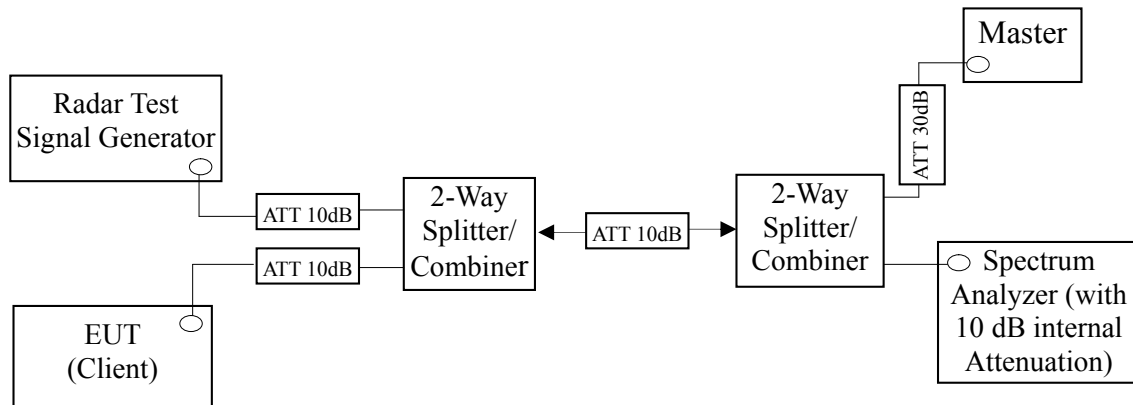 Master
Radar Test
Signal Generator
ATT 30dB
2-Way
Splitter/
Combiner
2-Way
Splitter/
Combiner
ATT 10dB
ATT 10dB
ATT 10dB
EUT
(Client)
Spectrum
Analyzer (with
10 dB internal
Attenuation)